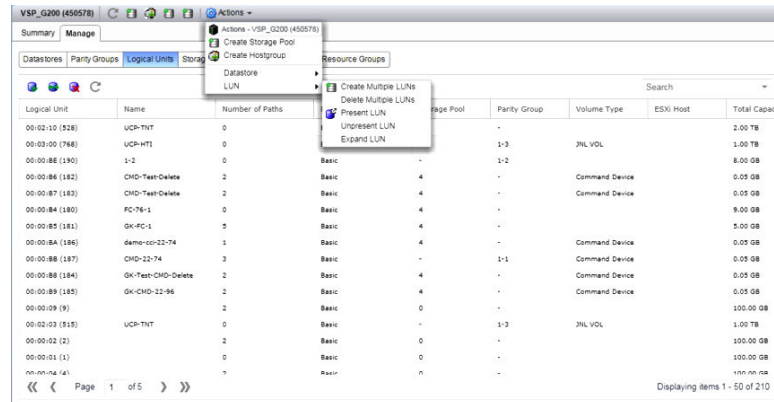 VSP_G200 (450578) Actions
Summary Manage
Actions - VSP_G200 (450578)
Create Storage Pool
Create Hostgroup
Datastore
LUN
Datastores Parity Groups Logical Units Resource Groups
Create Multiple LUNs
Delete Multiple LUNs
Present LUN
Unpresent LUN
Expand LUN
Search
Logical Unit Name Number of Paths Parity Group Volume Type ESXi Host Total
00:02:10 (528) UCP-TNT 0 - 2.00 TB
00:03:00 (768) UCP-HTI 0 1-3 JNL VOL 1.00 TB
00:00:BE (190) 1-2 0 Basic - 1-2 8.00 GB
00:00:B6 (182) CMD-Test-Delete 2 Basic 4 - Command Device 0.05 GB
00:00:B7 (183) CMD-Test-Delete 2 Basic 4 - Command Device 0.05 GB
00:00:B4 (180) FC-76-1 0 Basic 4 - 9.00 GB
00:00:B5 (181) GK-FC-1 5 Basic 4 - 5.00 GB
00:00:BA (186) demo-cci-22-74 1 Basic 4 - Command Device 0.05 GB
00:00:BB (187) CMD-22-74 3 Basic - 1-1 Command Device 0.05 GB
00:00:B8 (184) GK-Test-CMD-Delete 2 Basic 4 - Command Device 0.05 GB
00:00:B9 (185) GK-CMD-22-96 2 Basic 4 - Command Device 0.05 GB
00:00:09 (9) 2 Basic 0 - 100.00 GB
00:02:03 (515) UCP-TNT 0 Basic - 1-3 JNL VOL 1.00 TB
00:00:02 (2) 2 Basic 0 - 100.00 GB
00:00:01 (1) 2 Basic 0 - 100.00 GB
00:00:04 (4) 2 Basic 0 - 100.00 GB
Page 1 of 5 Displaying items 1 - 50 of 210